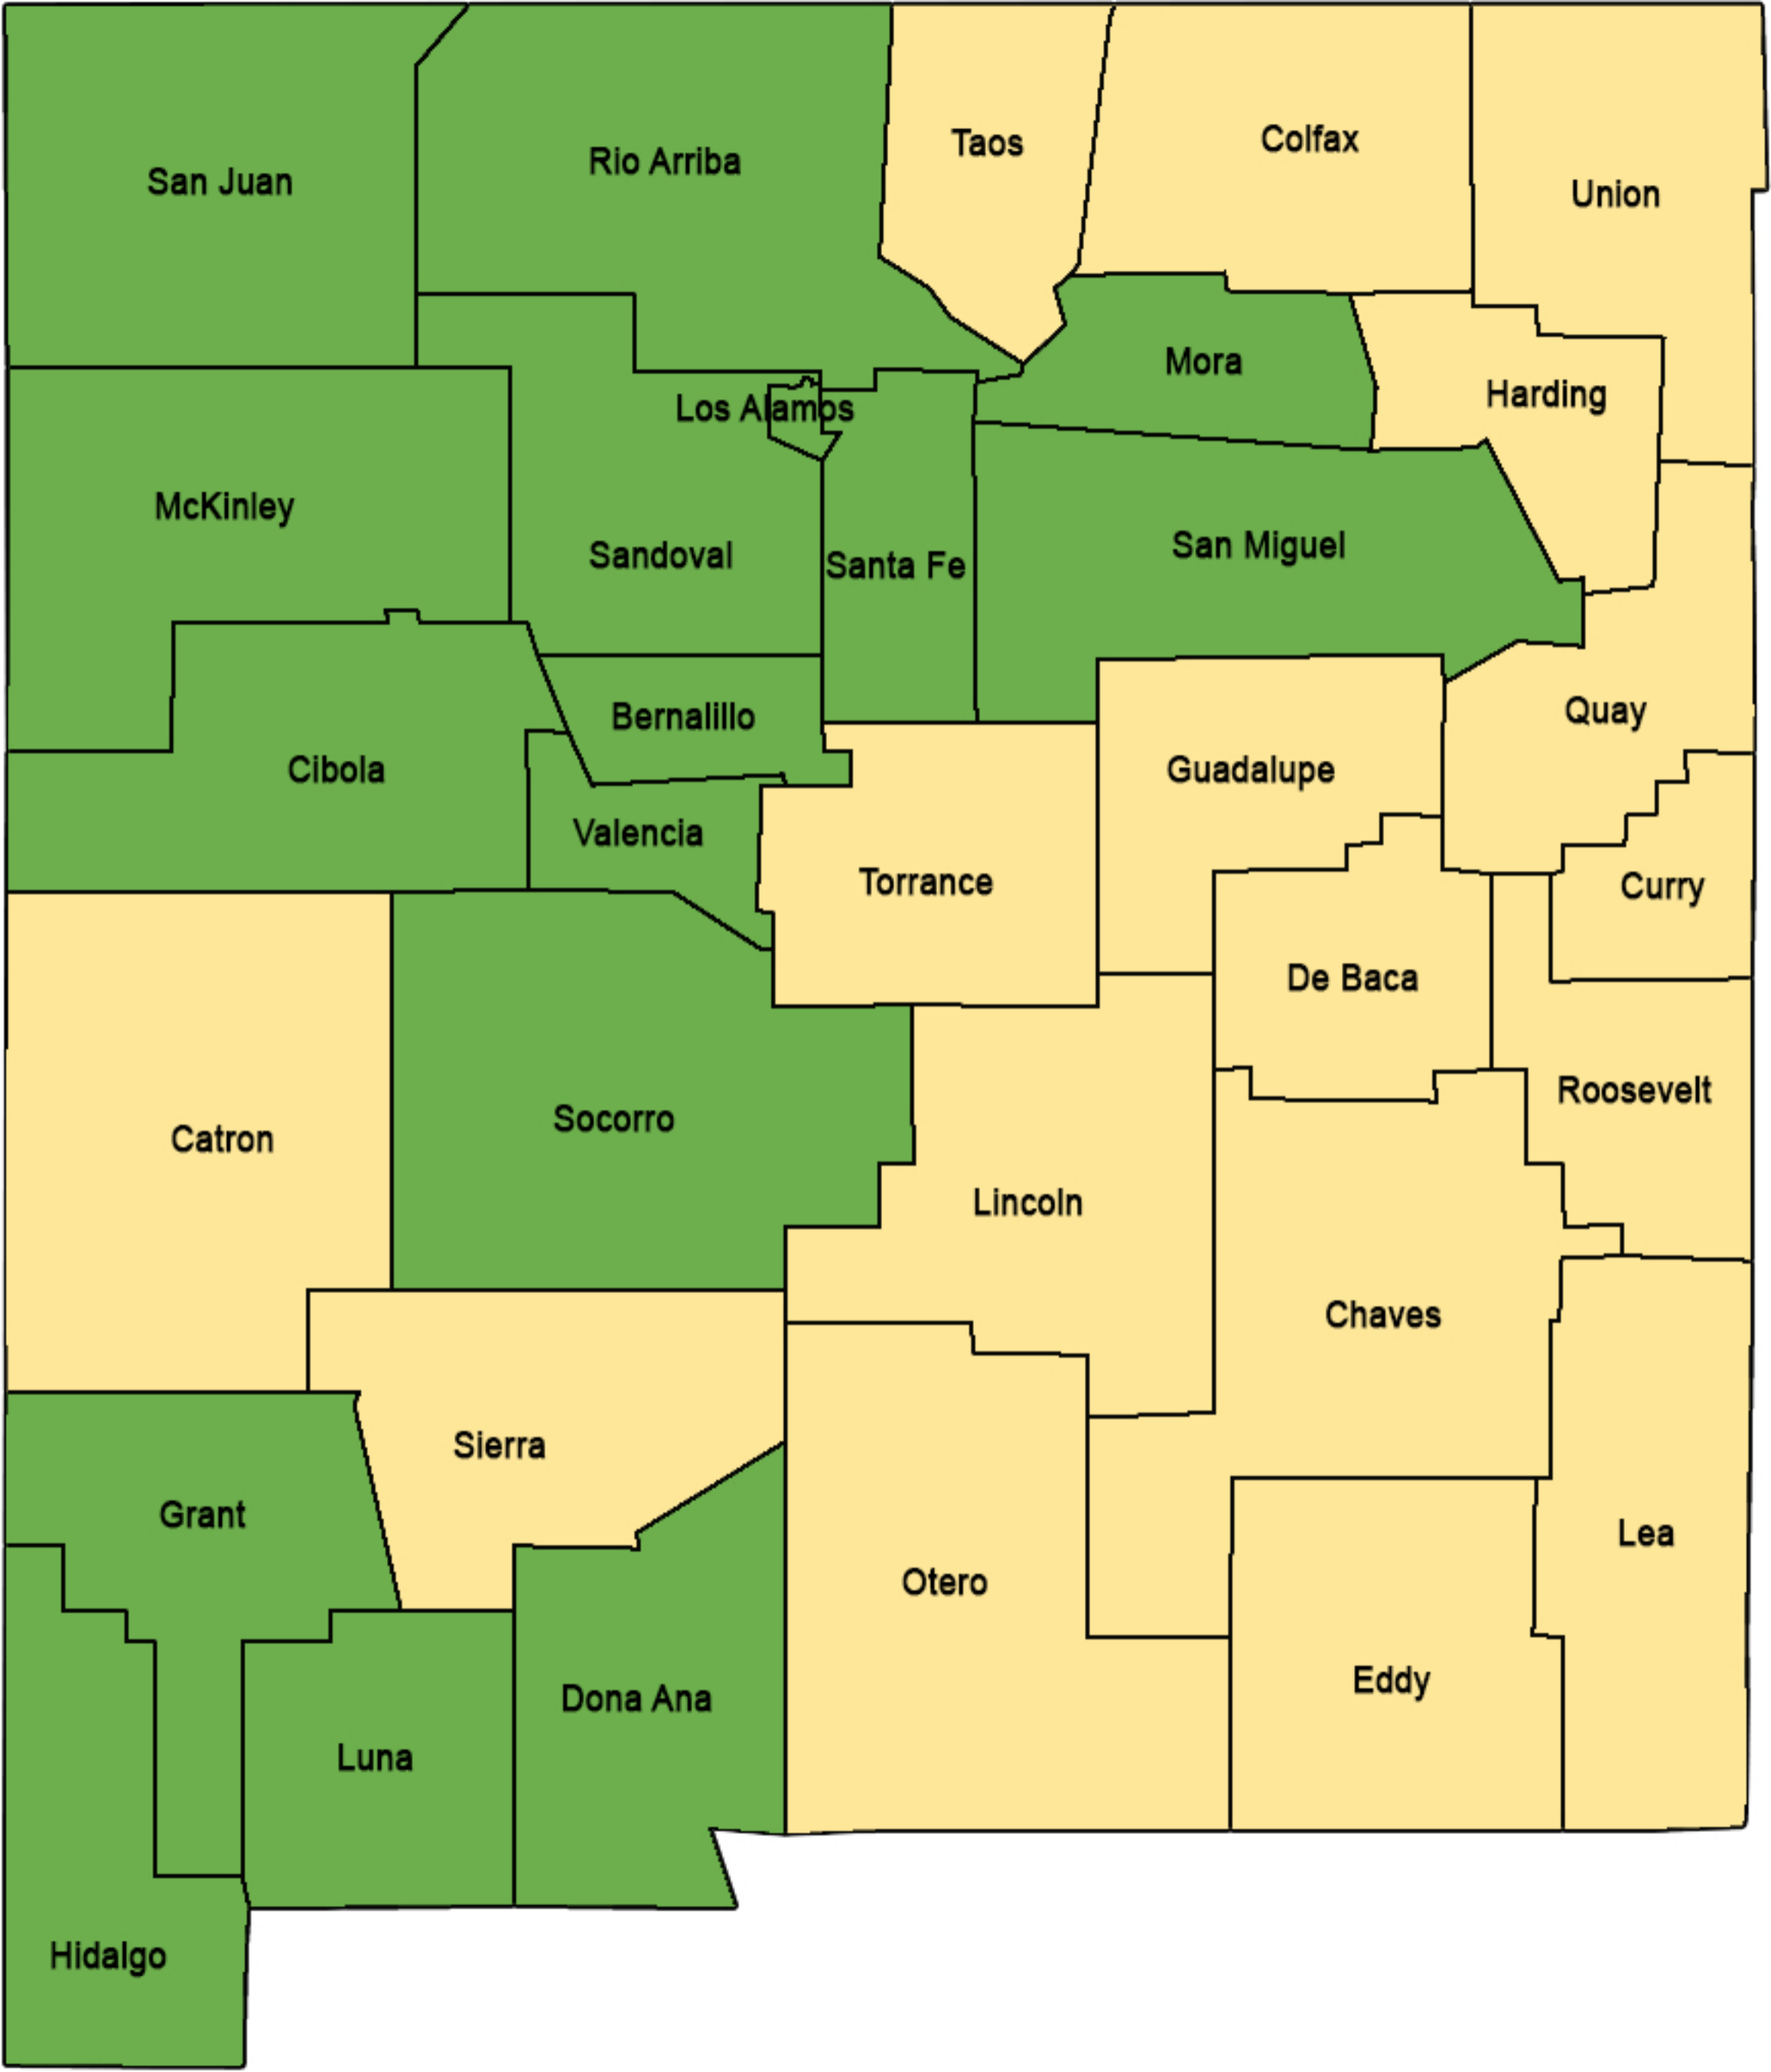 Taos
Colfax
Rio Arriba
San Juan
Union
Mora
Harding
Los Alamos
McKinley
San Miguel
Sandoval
Santa Fe
Quay
Bernalillo
Cibola
Guadalupe
Valencia
Torrance
Curry
De Baca
Roosevelt
Socorro
Catron
Lincoln
Chaves
Sierra
Grant
Lea
Otero
Eddy
Dona Ana
Luna
Hidalgo